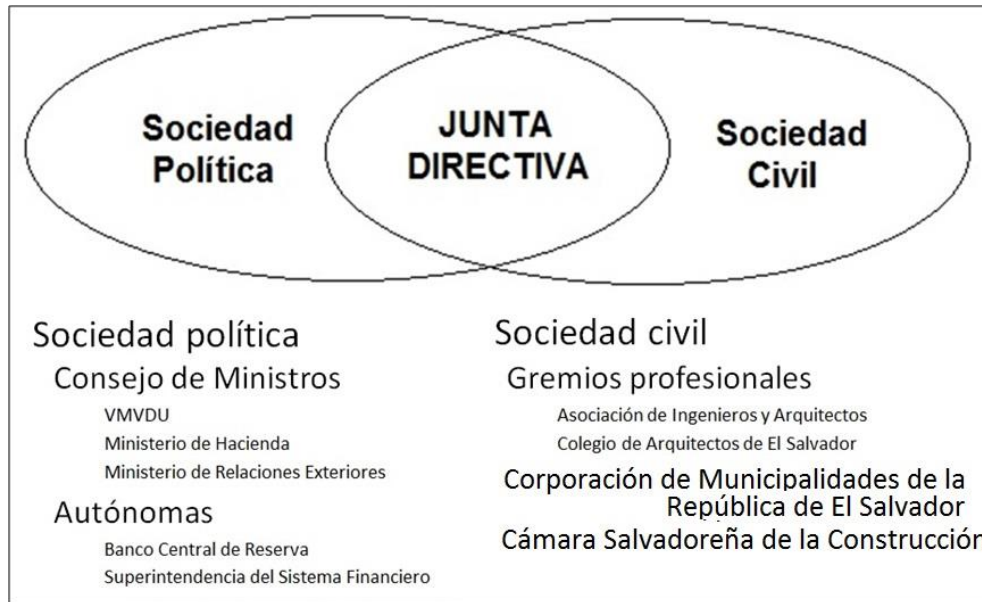 Sociedad
Política
JUNTA
DIRECTIVA
Sociedad
Civil
Sociedad política
Consejo de Ministros
VMVDU
Ministerio de Hacienda
Ministerio de Relaciones Exteriores
Autónomas
Banco Central de Reserva
Superintendencia del Sistema Financiero
Sociedad civil
Gremios profesionales
Asociación de Ingenieros y Arquitectos
Colegio de Arquitectos de El Salvador
Corporación de Municipalidades de la
República de El Salvador
Cámara Salvadoreña de la Construcción